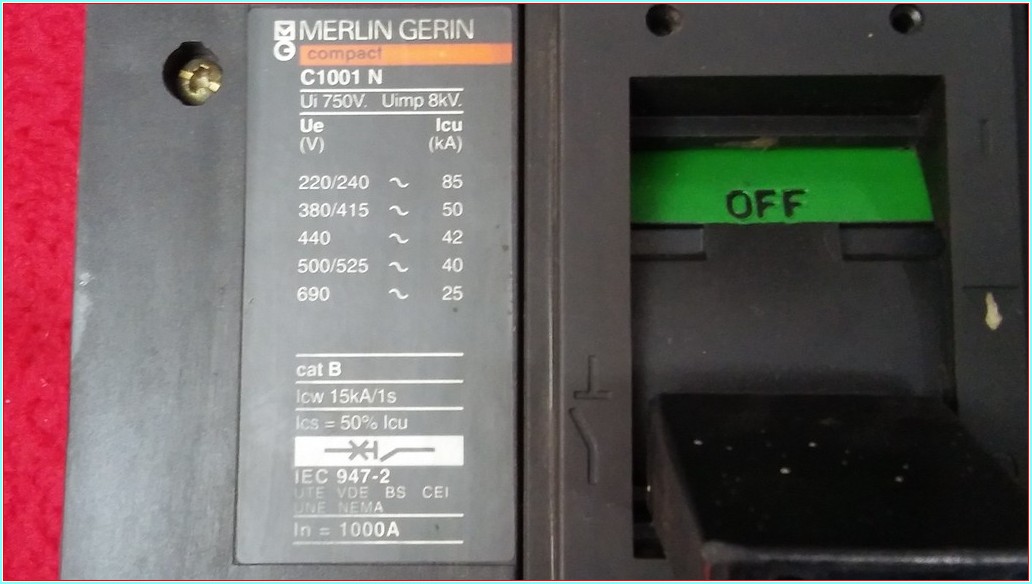 MERLIN GERIN
compact
C1001 N
Ui 750V. Uimp 8kV.
Ue Icu
(V) (kA)
220/240 ~ 85
380/415 ~ 50
440 ~ 42
500/525 ~ 40
690 ~ 25
cat B
Icw 15kA/1s
Ics = 50% Icu
IEC 947-2
UTE VDE BS CEI
UNE NEMA
In = 1000A
OFF